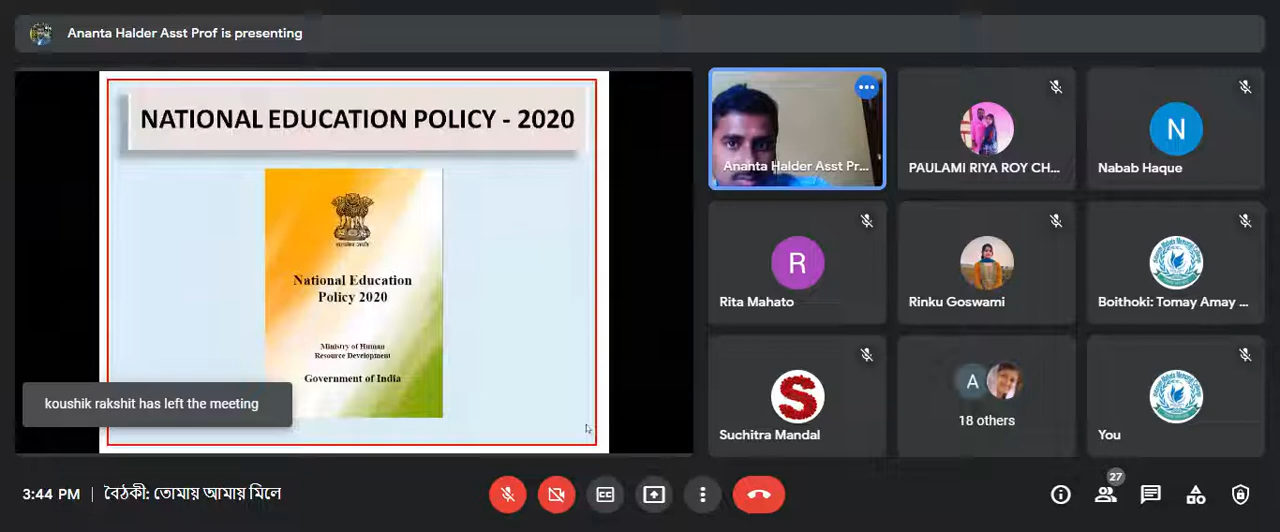 Ananta Halder Asst Prof is presenting
NATIONAL EDUCATION POLICY - 2020
National Education
Policy 2020
Ministry of Human
Resource Development
Government of India
koushik rakshit has left the meeting
Ananta Halder Asst Pr...
PAULAMI RIYA ROY CH...
N
Nabab Haque
R
Rita Mahato
Rinku Goswami
Boithoki: Tomay Amay ...
S
Suchitra Mandal
A
18 others
You
3:44 PM | বৈঠকী: তোমায় আমায় মিলে
CC
27